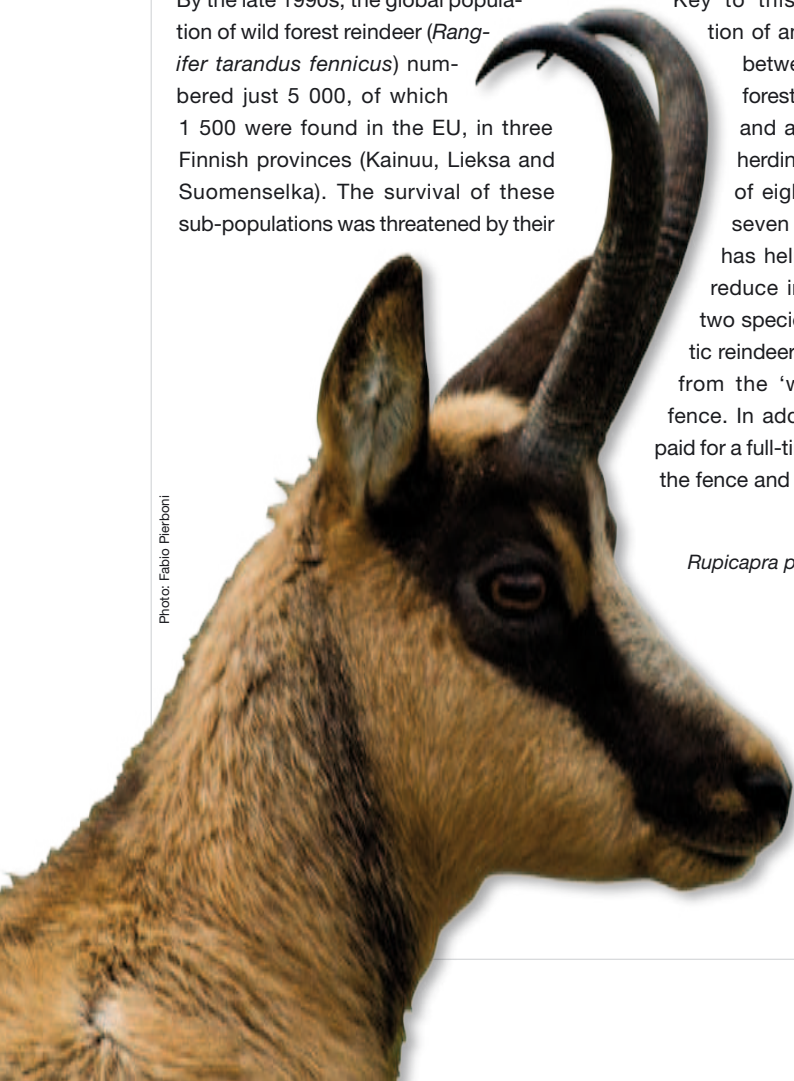 By the late 1990s, the global popula-
tion of wild forest reindeer (Rang-
ifer tarandus fennicus) num-
bered just 5 000, of which
1 500 were found in the EU, in three
Finnish provinces (Kainuu, Lieksa and
Suomenselka). The survival of these
sub-populations was threatened by their
Key to this
tion of
betwe
forest
and a
herdin
of eigh
seven
has hel
reduce
two specie
tic reindeer
from the ‘w
fence. In add
paid for a full-ti
the fence and
Rupicapra p
Photo: Fabio Pierboni